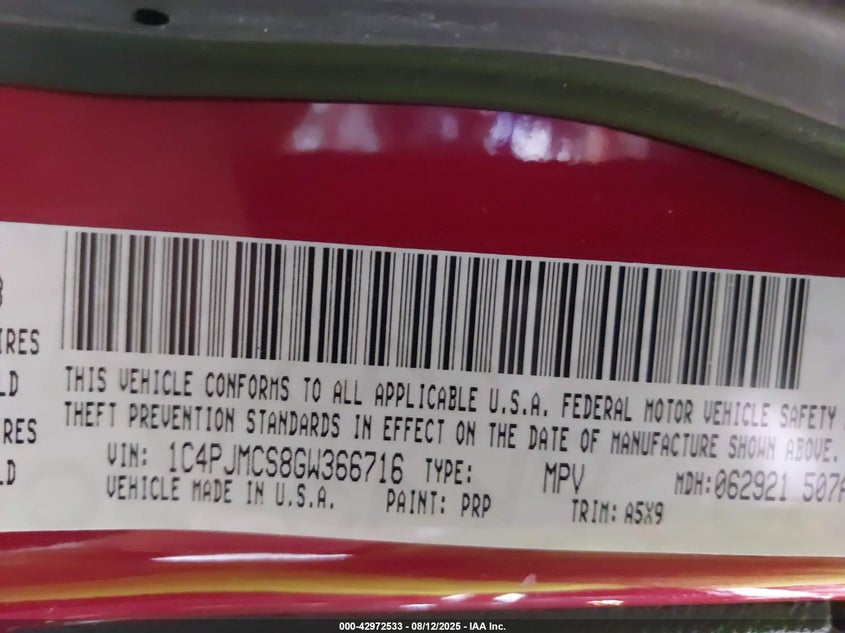 IRES
LD
IRES
LD
THIS VEHICLE CONFORMS TO ALL APPLICABLE U.S.A. FEDERAL MOTOR VEHICLE SAFETY
THEFT PREVENTION STANDARDS IN EFFECT ON THE DATE OF MANUFACTURE SHOWN ABOVE.
VIN: 1C4PJMCS8GW366716 TYPE: MPV MDH:062921 507A
VEHICLE MADE IN U.S.A. PAINT: PRP TRIM: A5X9
000-42972533 - 08/12/2025 - IAA Inc.